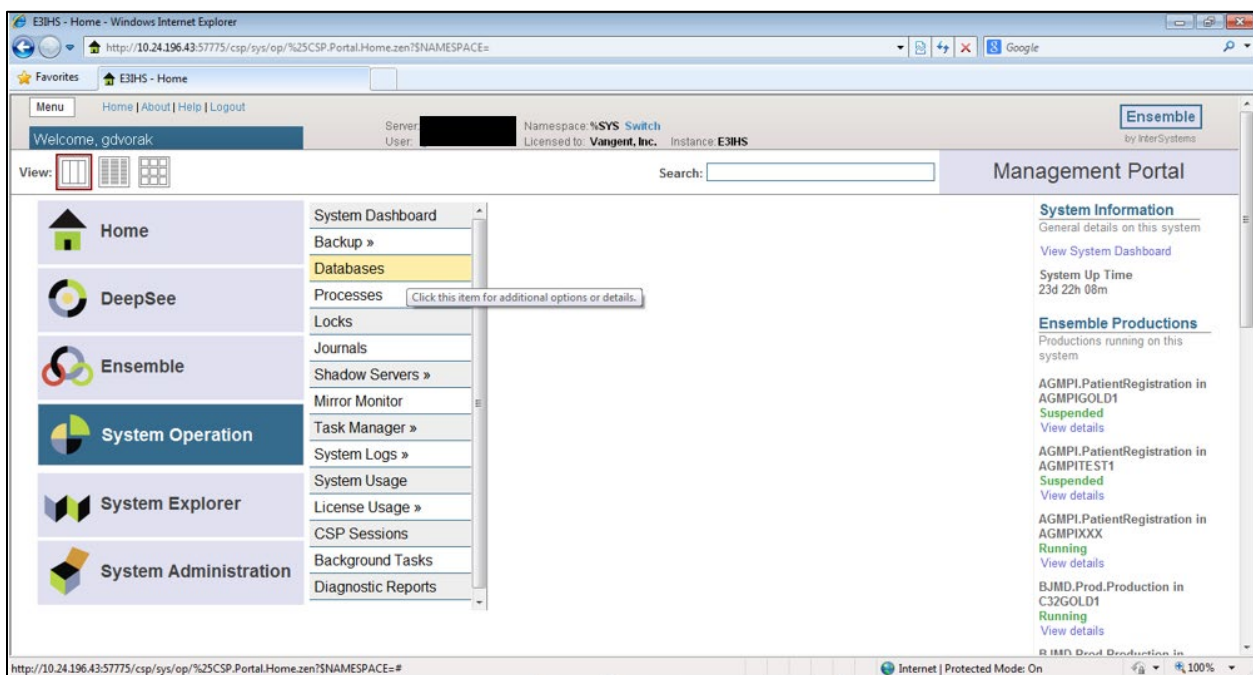 E3IHS - Home - Windows Internet Explorer
http://10.24.196.43:57775/csp/sys/op/%25CSP.Portal.Home.zen?$NAMESPACE=
Google
Favorites
E3IHS - Home
Menu
Home | About | Help | Logout
Welcome, gdvorak
Server:
User:
Namespace: %SYS Switch
Licensed to: Vangent, Inc. Instance: E3IHS
Ensemble
by InterSystems
View:
Search:
Management Portal
Home
DeepSee
Ensemble
System Operation
System Explorer
System Administration
System Dashboard
Backup »
Databases
Processes
Click this item for additional options or details.
Locks
Journals
Shadow Servers »
Mirror Monitor
Task Manager »
System Logs »
System Usage
License Usage »
CSP Sessions
Background Tasks
Diagnostic Reports
System Information
General details on this system
View System Dashboard
System Up Time
23d 22h 08m
Ensemble Productions
Productions running on this
system
AGMPI.PatientRegistration in
AGMPIGOLD1
Suspended
View details
AGMPI.PatientRegistration in
AGMPITEST1
Suspended
View details
AGMPI.PatientRegistration in
AGMPIXXX
Running
View details
BJMD.Prod.Production in
C32GOLD1
Running
View details
BJMD.Prod.Production in
http://10.24.196.43:57775/csp/sys/op/%25CSP.Portal.Home.zen?$NAMESPACE=#
Internet | Protected Mode: On
100%